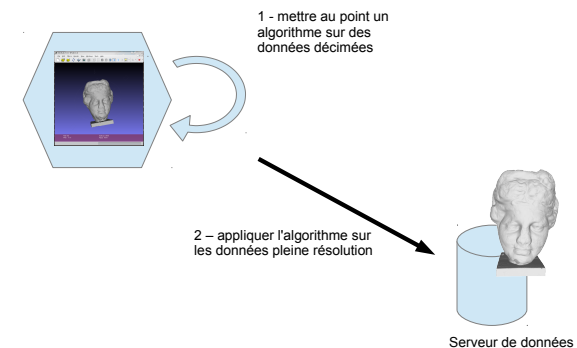 1 - mettre au point un
algorithme sur des
données décimées
2 – appliquer l'algorithme sur
les données pleine résolution
Serveur de données